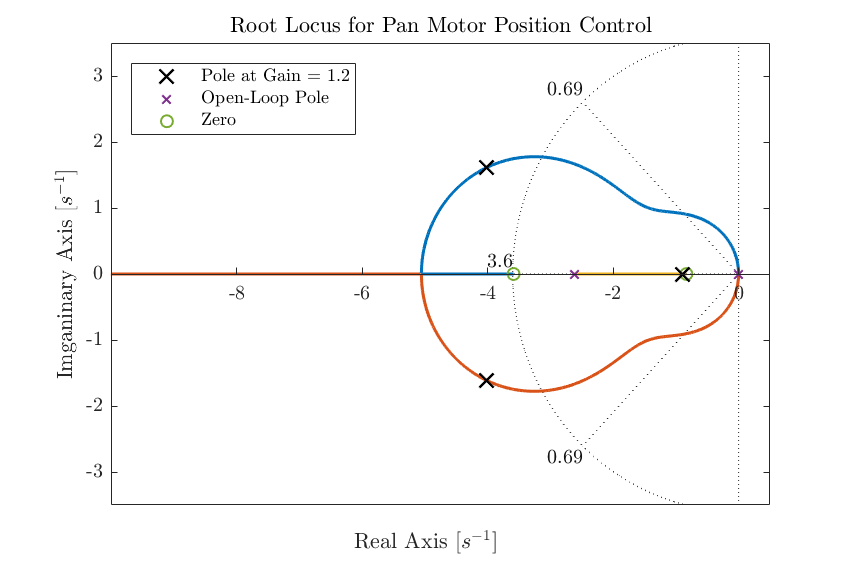 Root Locus for Pan Motor Position Control
Pole at Gain = 1.2
Open-Loop Pole
Zero
3
2
1
0
-1
-2
-3
0.69
3.6
0.69
-8
-6
-4
-2
0
Imganinary Axis [s⁻¹]
Real Axis [s⁻¹]